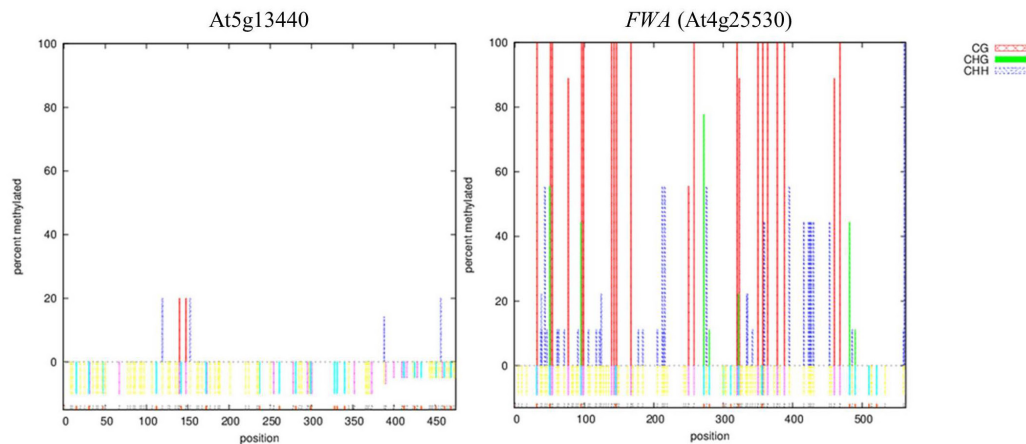 At5g13440
FWA (At4g25530)
percent methylated
100
80
60
40
20
0
0 50 100 150 200 250 300 350 400 450
position
percent methylated
100
80
60
40
20
0
0 100 200 300 400 500
position
CG
CHG
CHH